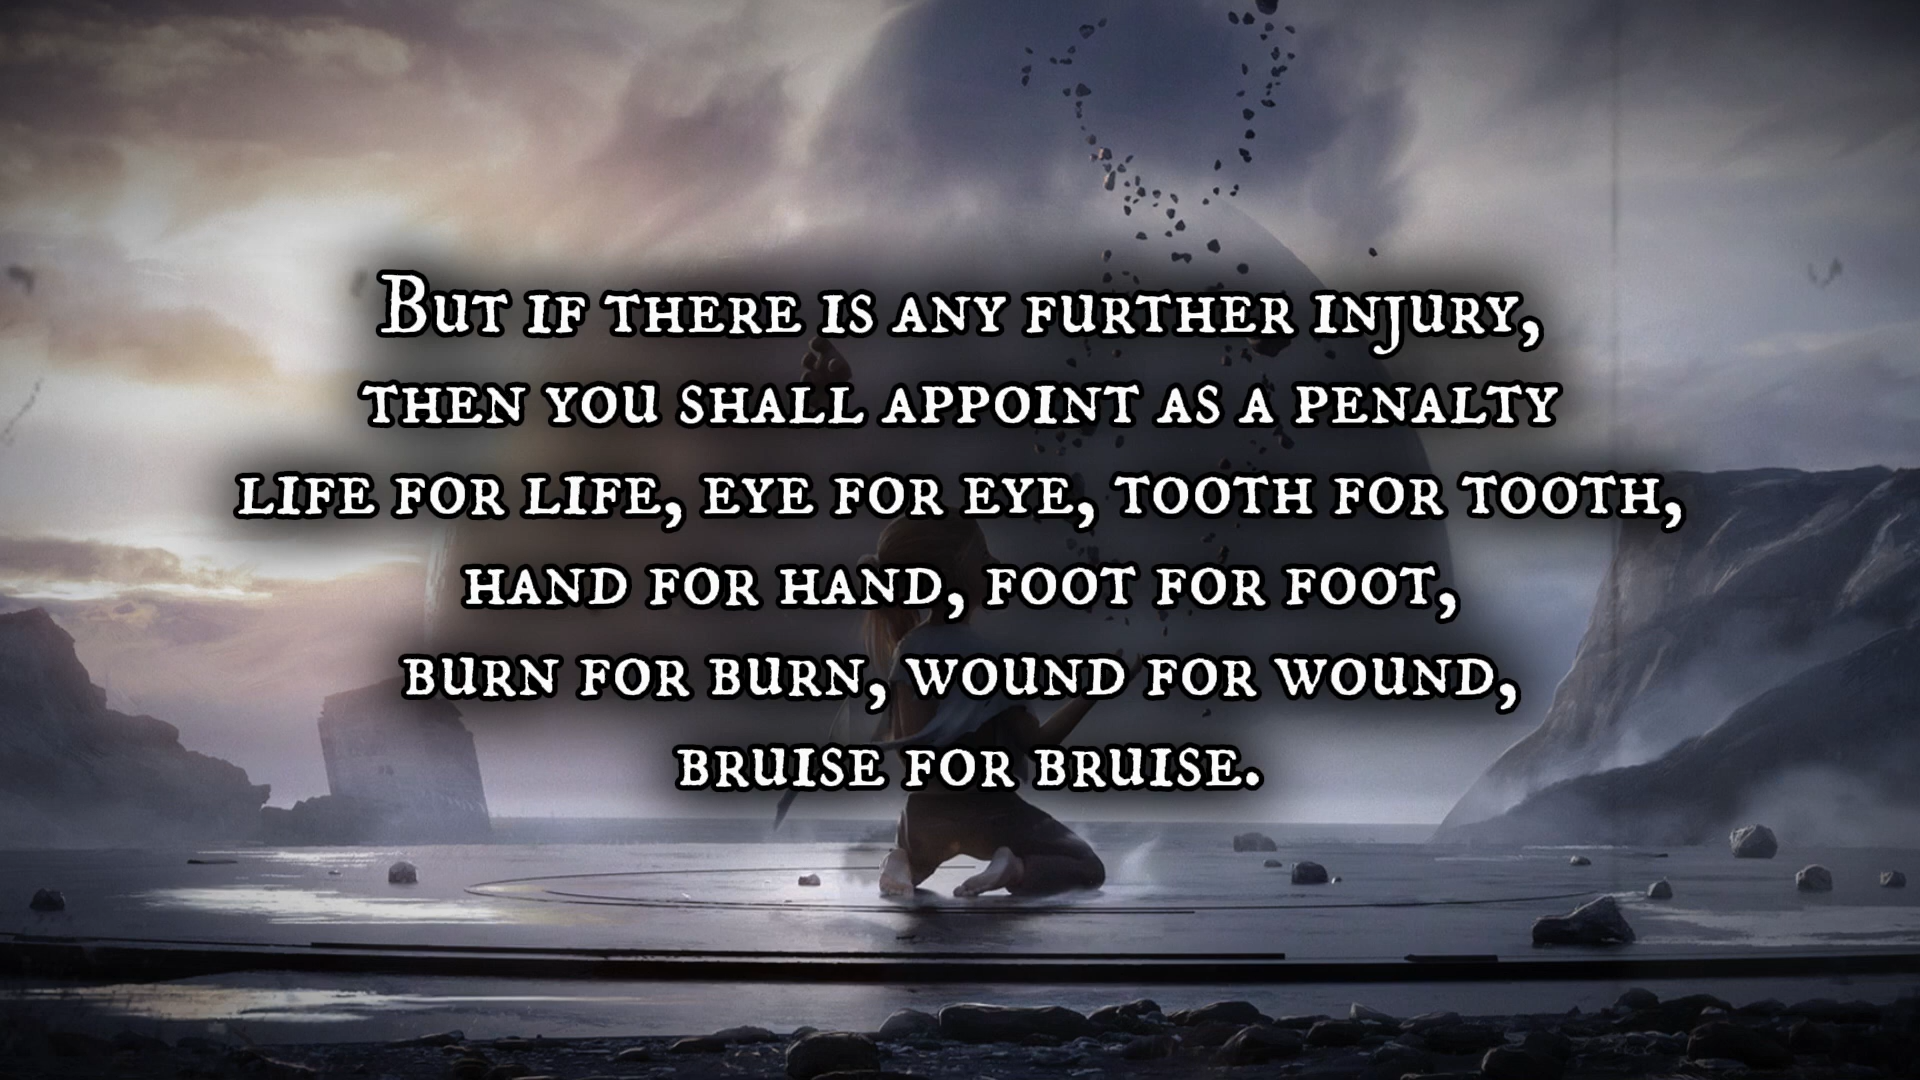 But if there is any further injury,
then you shall appoint as a penalty
life for life, eye for eye, tooth for tooth,
hand for hand, foot for foot,
burn for burn, wound for wound,
bruise for bruise.